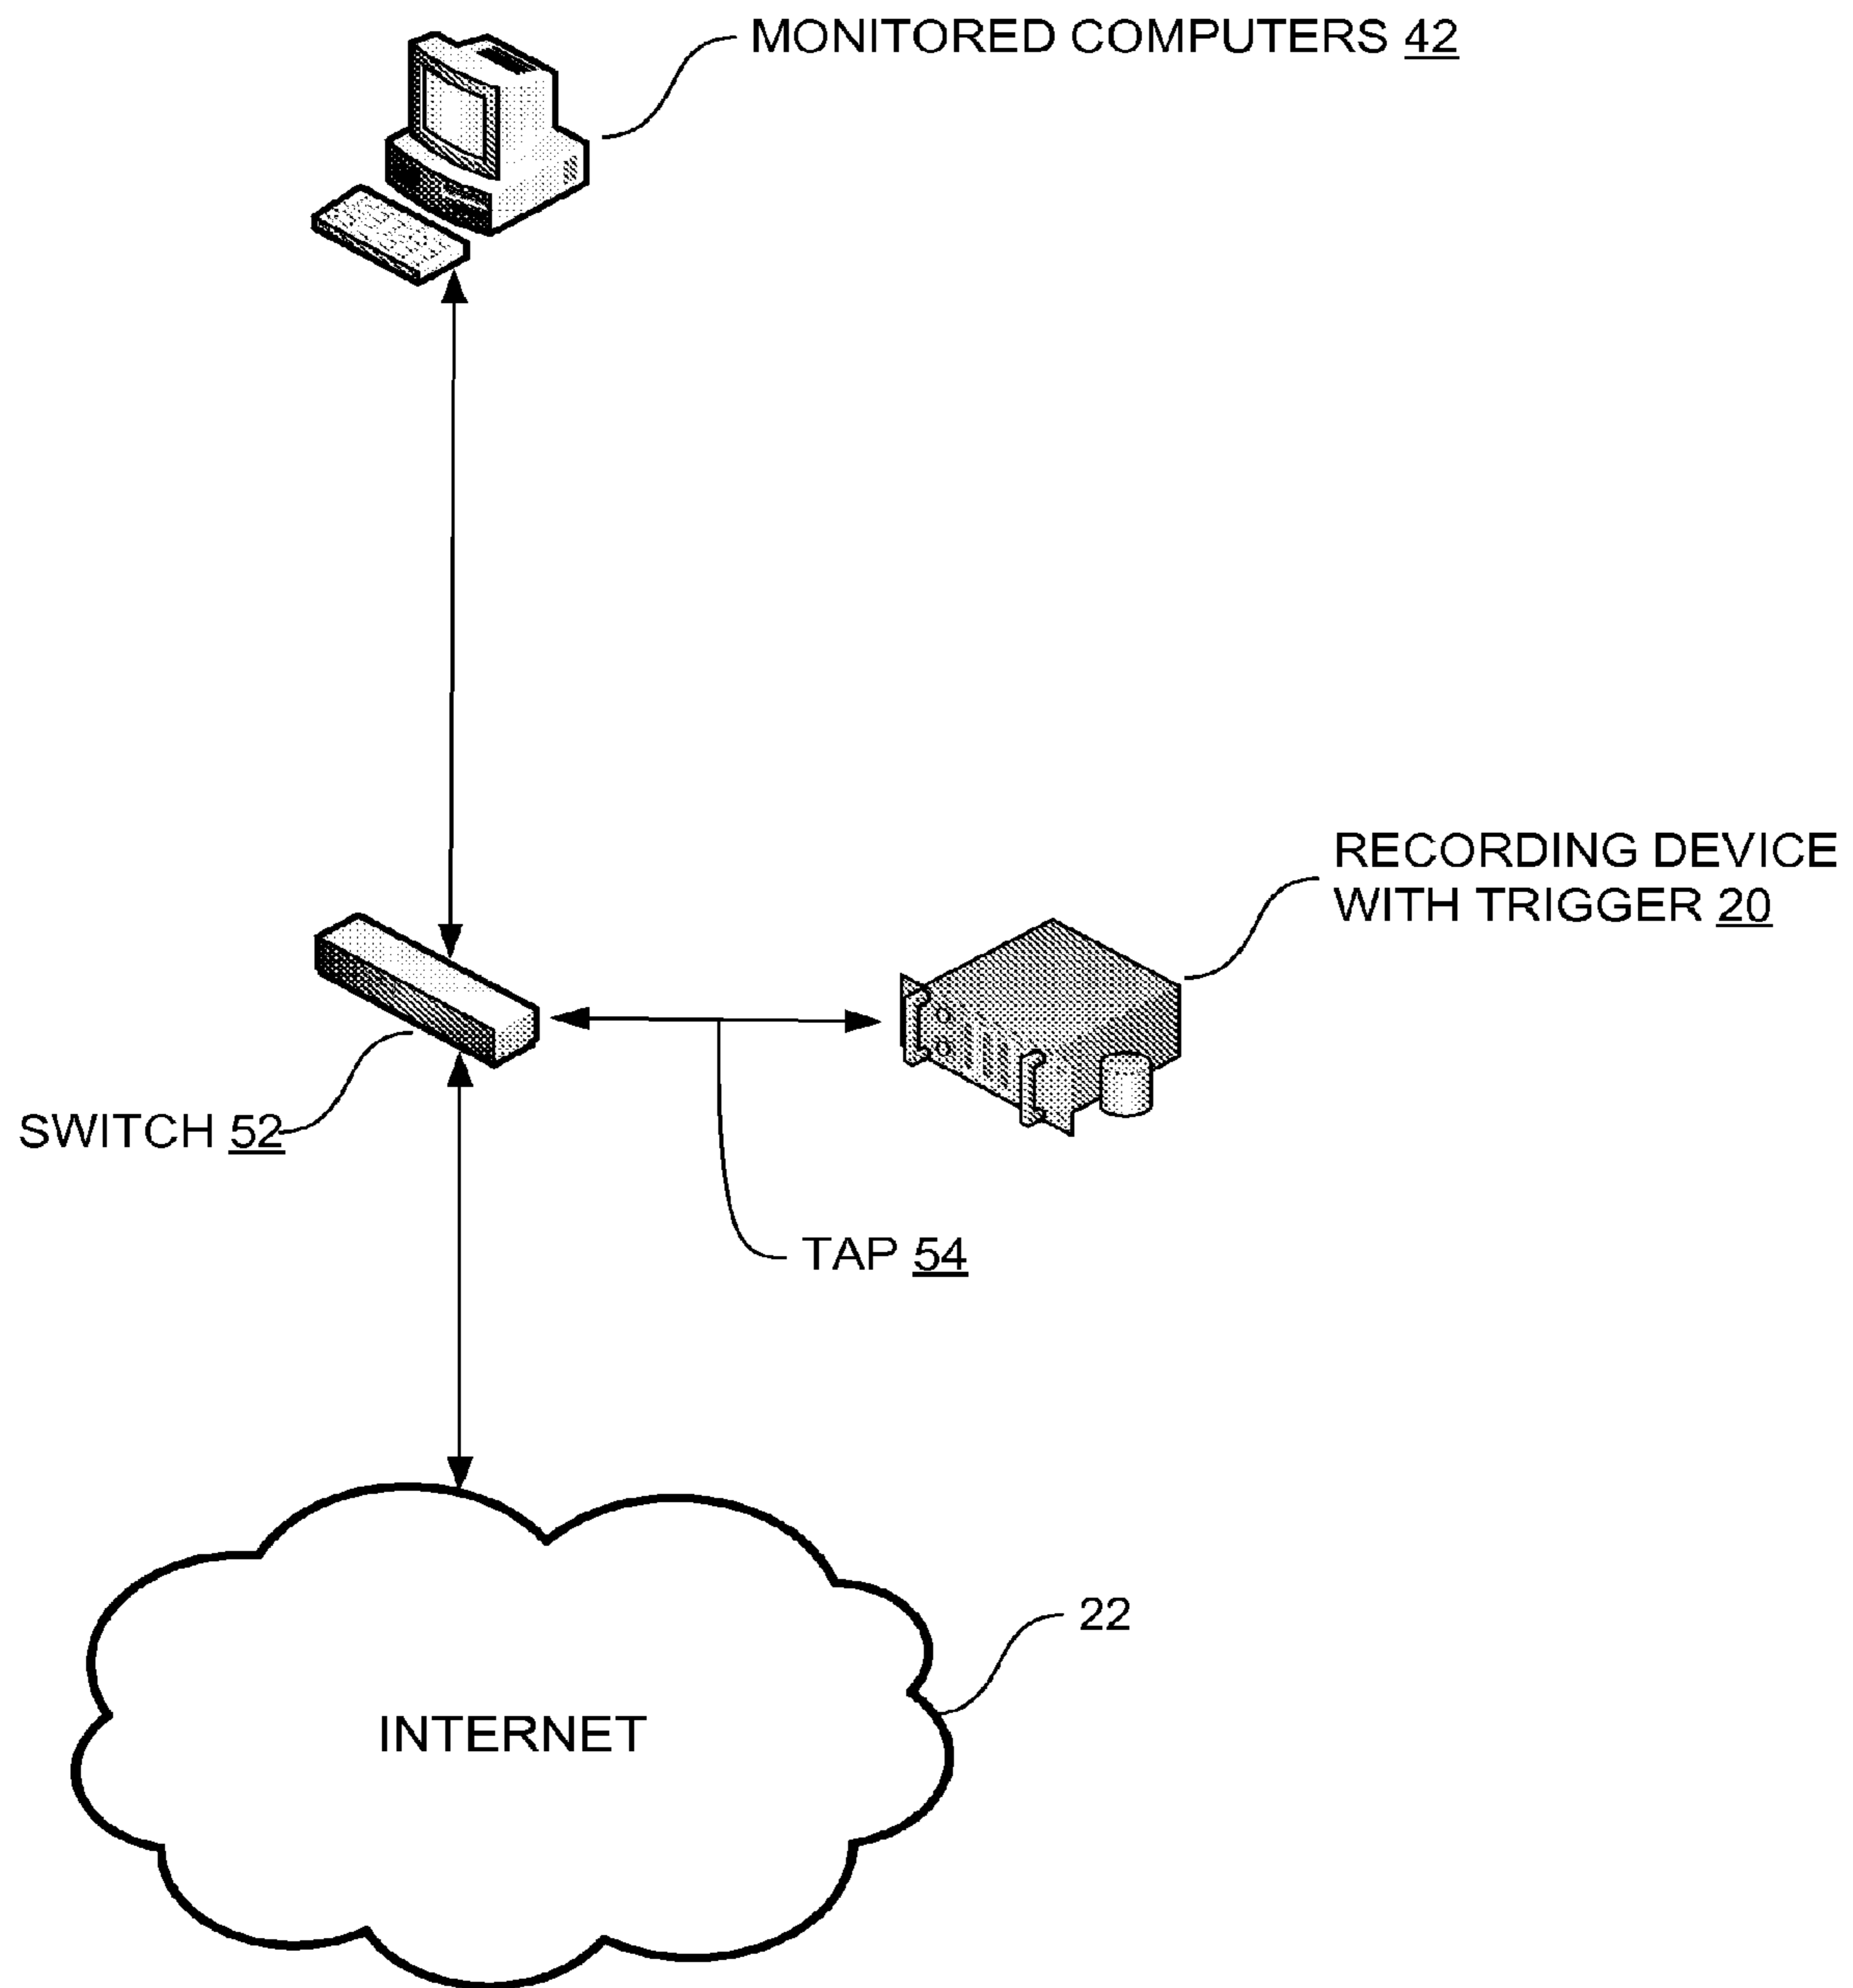 MONITORED COMPUTERS 42
RECORDING DEVICE
WITH TRIGGER 20
SWITCH 52
TAP 54
22
INTERNET